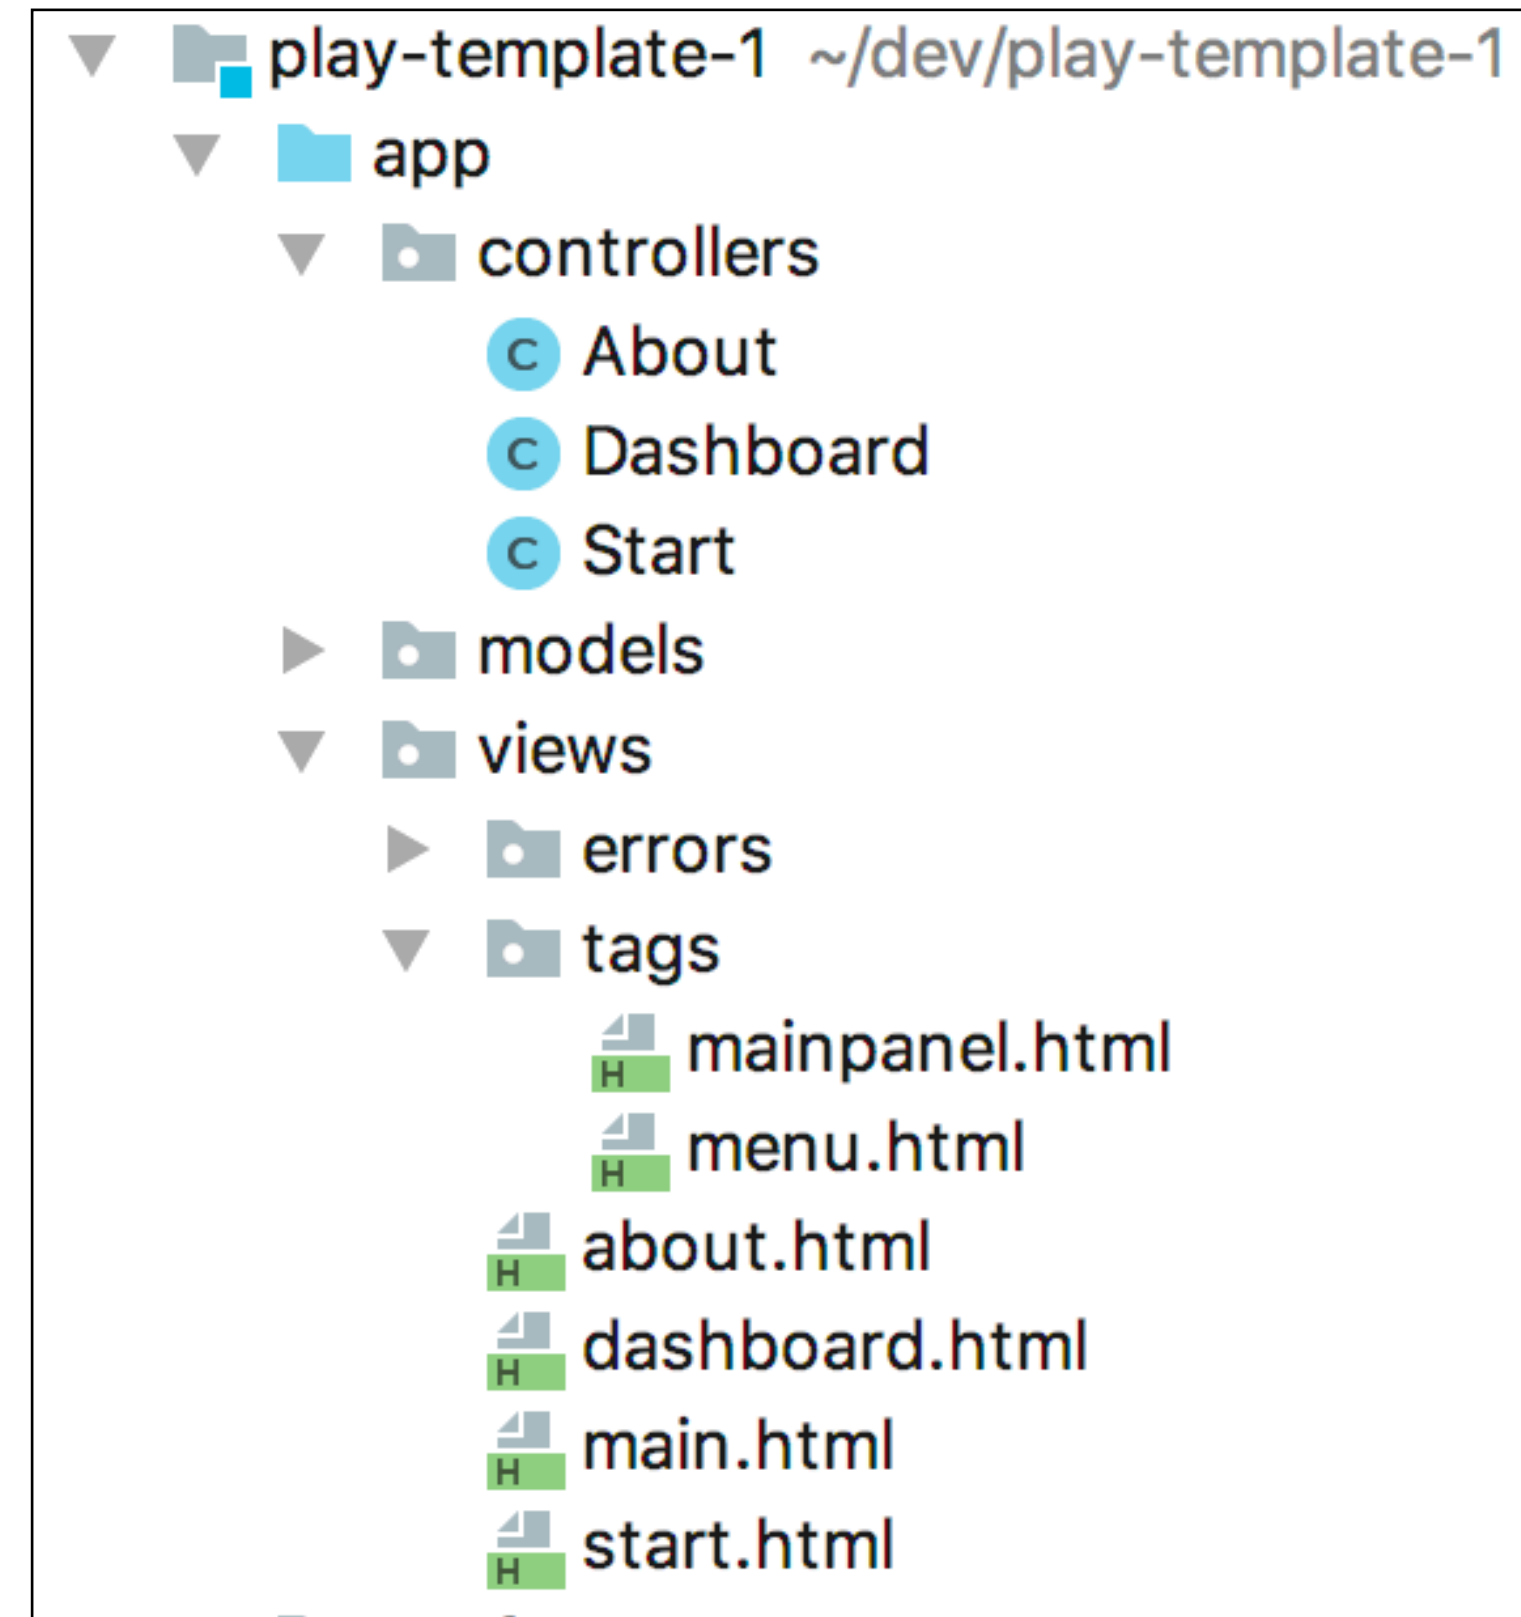 play-template-1 ~/dev/play-template-1
app
controllers
C About
C Dashboard
C Start
models
views
errors
tags
H mainpanel.html
H menu.html
H about.html
H dashboard.html
H main.html
H start.html